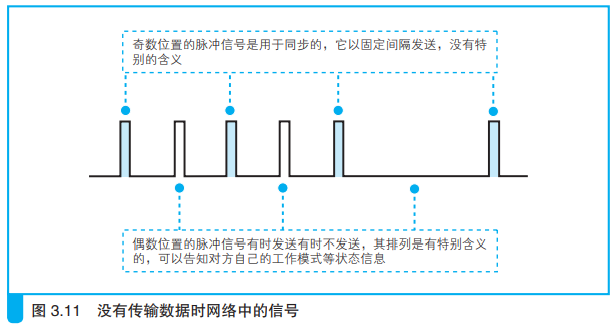 奇数位置的脉冲信号是用于同步的，它以固定间隔发送，没有特
别的含义
偶数位置的脉冲信号有时发送有时不发送，其排列是有特别含义
的，可以告知对方自己的工作模式等状态信息
图 3.11 没有传输数据时网络中的信号